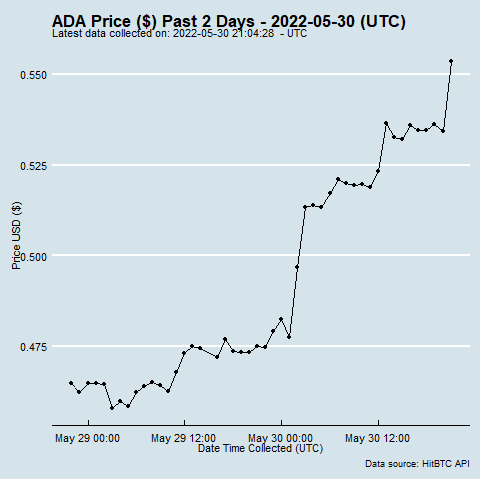 ADA Price ($) Past 2 Days - 2022-05-30 (UTC)
Latest data collected on: 2022-05-30 21:04:28 - UTC
0.550
0.525
0.500
0.475
Price USD ($)
May 29 00:00 May 29 12:00 May 30 00:00 May 30 12:00
Date Time Collected (UTC)
Data source: HitBTC API